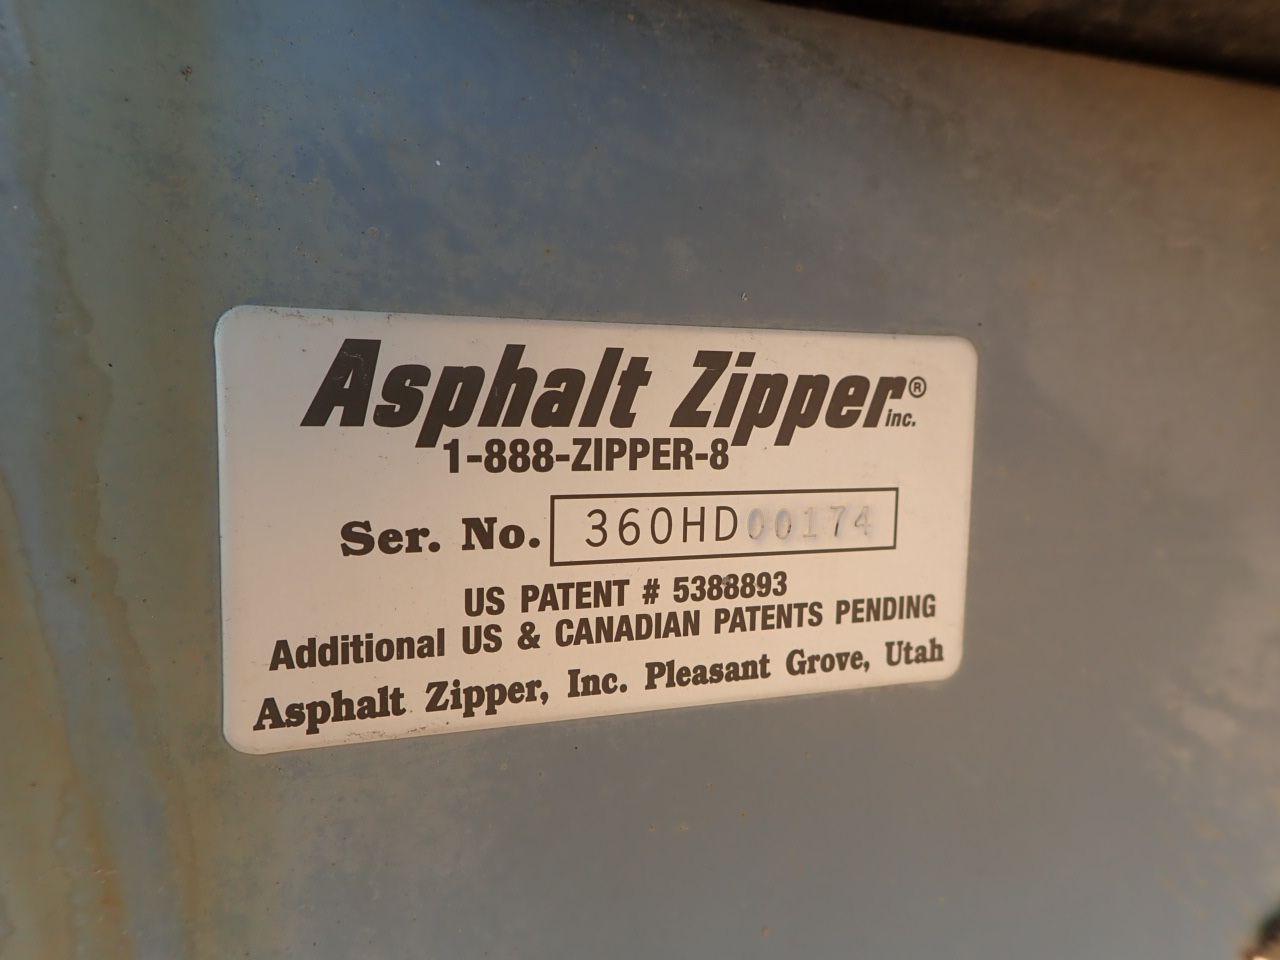 Asphalt Zipper® inc.
1-888-ZIPPER-8
Ser. No. 360HD00174
US PATENT # 5388893
Additional US & CANADIAN PATENTS PENDING
Asphalt Zipper, Inc. Pleasant Grove, Utah